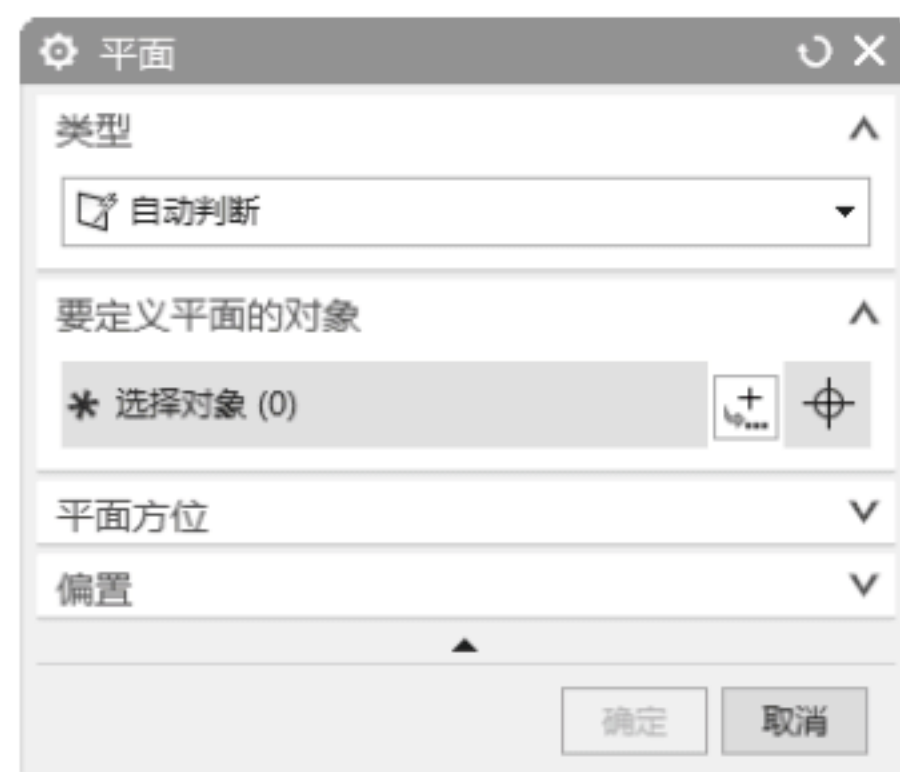 平面
类型
自动判断
要定义平面的对象
选择对象 (0)
平面方位
偏置
确定 取消